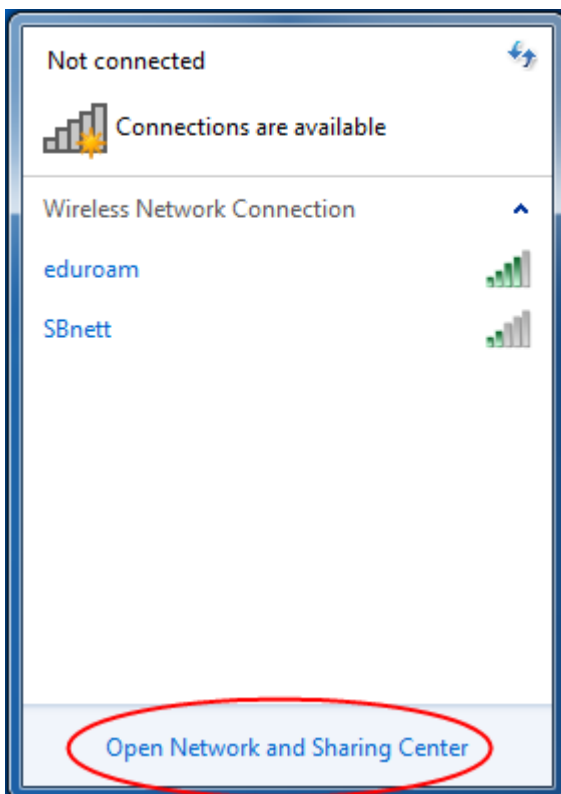 Not connected
Connections are available
Wireless Network Connection
eduroam
SBnett
Open Network and Sharing Center